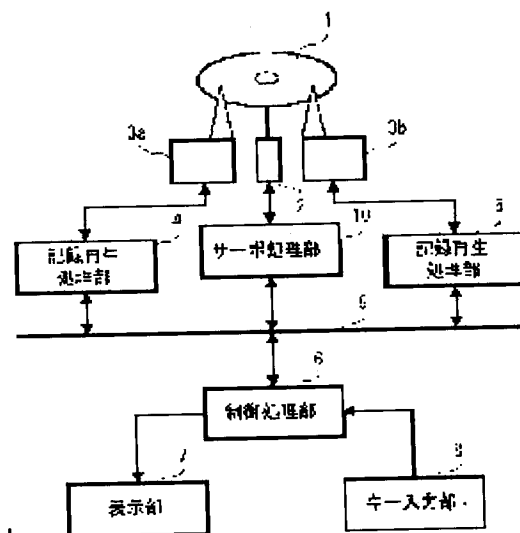 1
3a
3b
2
4
10
5
記録再生
処理部
サーボ処理部
記録再生
処理部
9
6
制御処理部
7
8
表示部
キー入力部